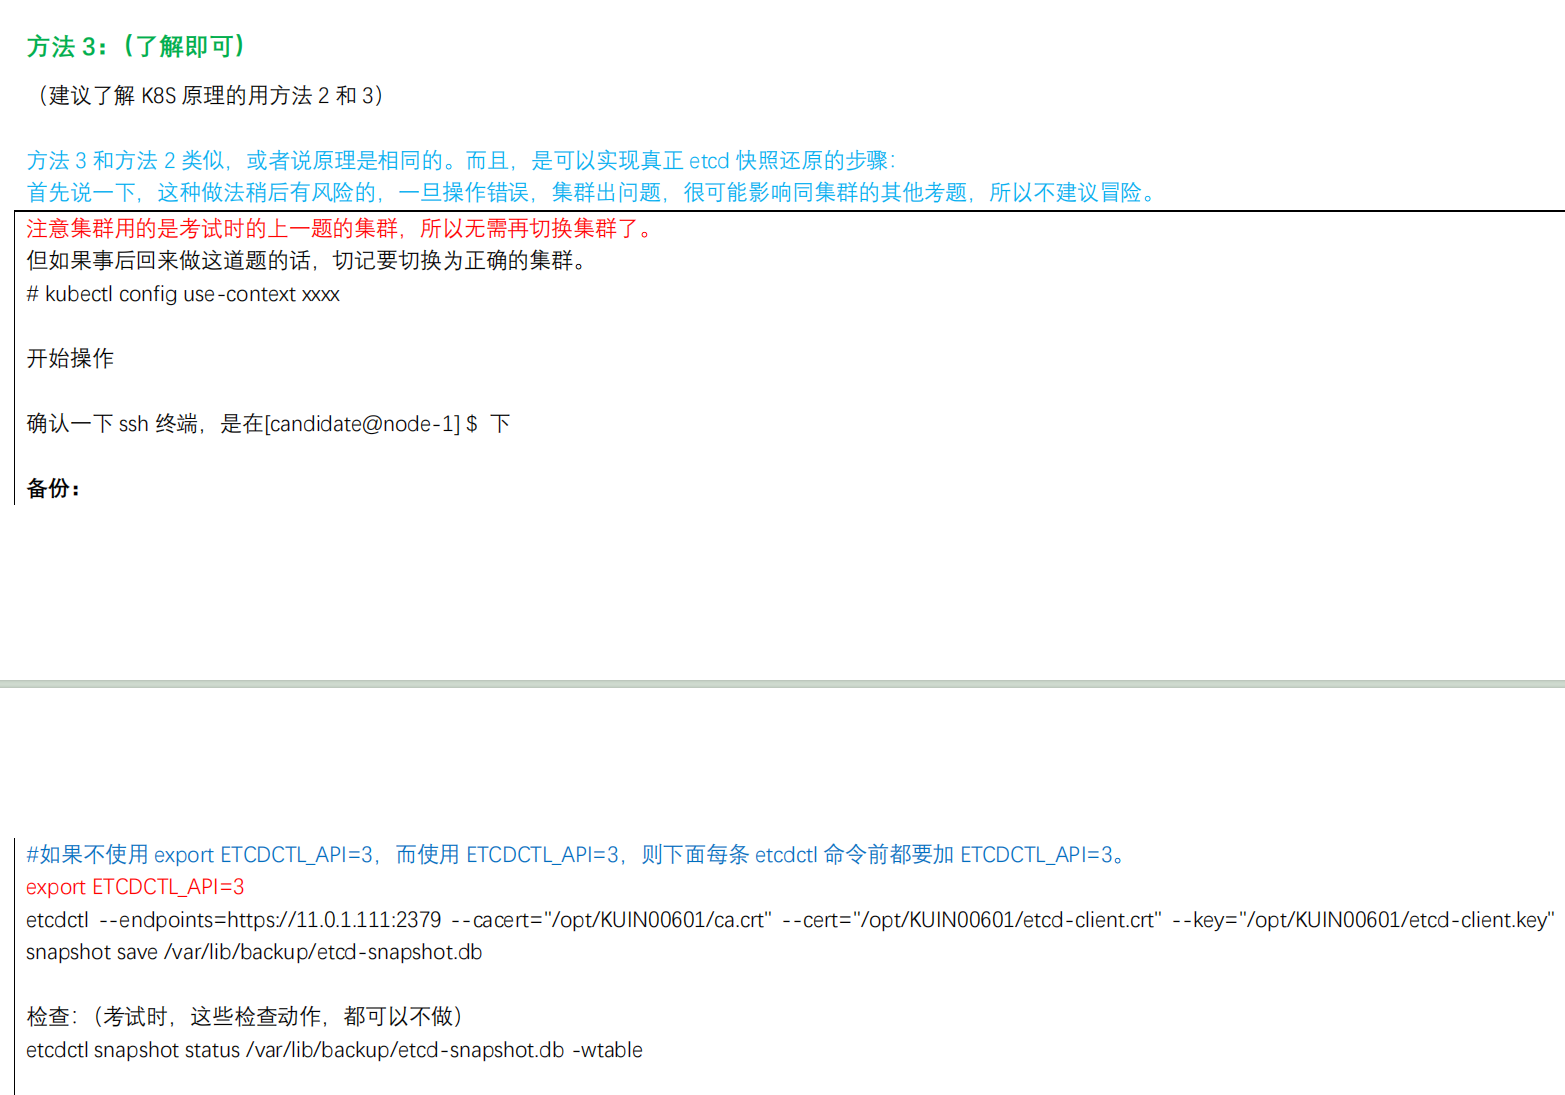 方法 3：（了解即可）
（建议了解 K8S 原理的用方法 2 和 3）
方法 3 和方法 2 类似，或者说原理是相同的。而且，是可以实现真正 etcd 快照还原的步骤：
首先说一下，这种做法稍后有风险的，一旦操作错误，集群出问题，很可能影响同集群的其他考题，所以不建议冒险。
注意集群用的是考试时的上一题的集群，所以无需再切换集群了。
但如果事后回来做这道题的话，切记要切换为正确的集群。
# kubectl config use-context xxxx
开始操作
确认一下 ssh 终端，是在[candidate@node-1] $ 下
备份：
#如果不使用 export ETCDCTL_API=3，而使用 ETCDCTL_API=3，则下面每条 etcdctl 命令前都要加 ETCDCTL_API=3。
export ETCDCTL_API=3
etcdctl --endpoints=https://11.0.1.111:2379 --cacert="/opt/KUIN00601/ca.crt" --cert="/opt/KUIN00601/etcd-client.crt" --key="/opt/KUIN00601/etcd-client.key"
snapshot save /var/lib/backup/etcd-snapshot.db
检查：（考试时，这些检查动作，都可以不做）
etcdctl snapshot status /var/lib/backup/etcd-snapshot.db -wtable